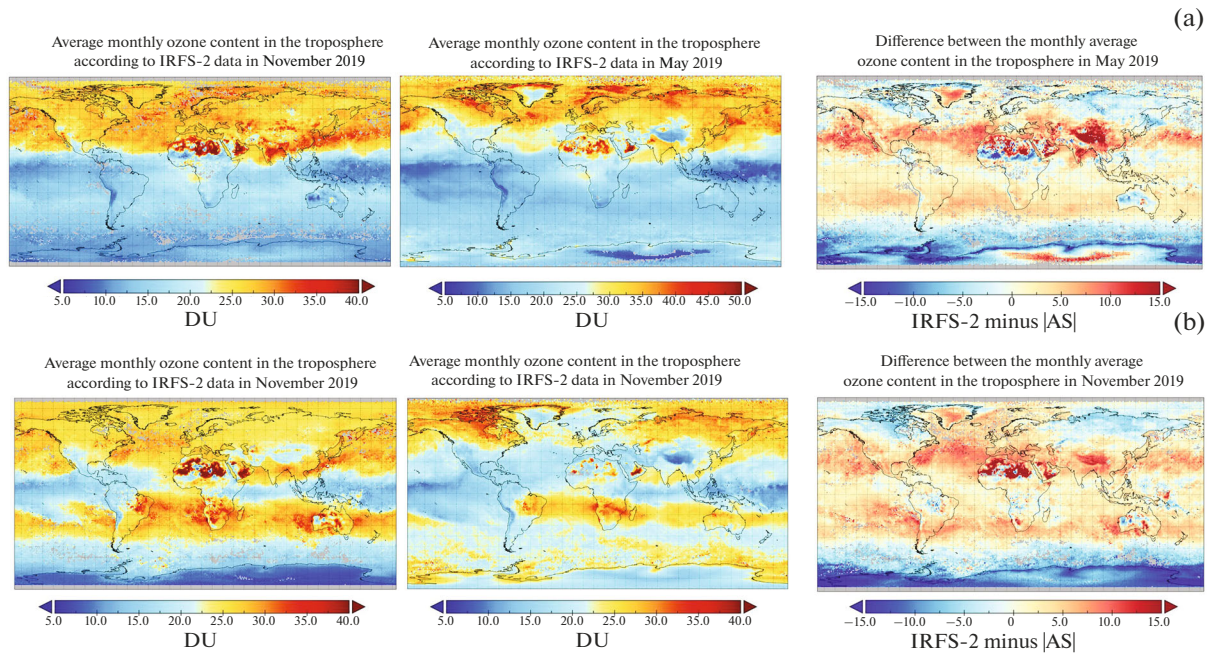 (a)
Average monthly ozone content in the troposphere
according to IRFS-2 data in November 2019
Average monthly ozone content in the troposphere
according to IRFS-2 data in May 2019
Difference between the monthly average
ozone content in the troposphere in May 2019
5.0 10.0 15.0 20.0 25.0 30.0 35.0 40.0
DU
5.0 10.0 15.0 20.0 25.0 30.0 35.0 40.0 45.0 50.0
DU
−15.0 −10.0 −5.0 0 5.0 10.0 15.0
IRFS-2 minus |AS|
(b)
Average monthly ozone content in the troposphere
according to IRFS-2 data in November 2019
Average monthly ozone content in the troposphere
according to IRFS-2 data in November 2019
Difference between the monthly average
ozone content in the troposphere in November 2019
5.0 10.0 15.0 20.0 25.0 30.0 35.0 40.0
DU
5.0 10.0 15.0 20.0 25.0 30.0 35.0 40.0
DU
−15.0 −10.0 −5.0 0 5.0 10.0 15.0
IRFS-2 minus |AS|